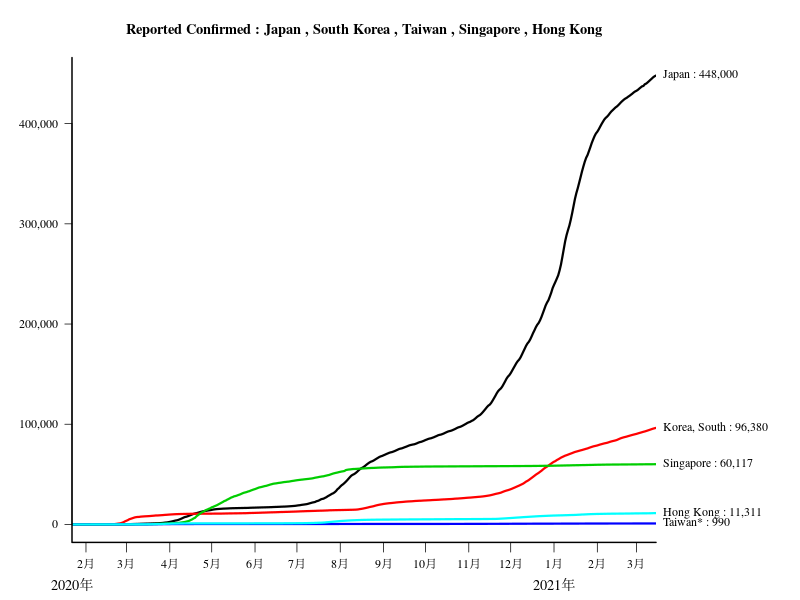 Reported Confirmed : Japan , South Korea , Taiwan , Singapore , Hong Kong
Japan : 448,000
400,000
300,000
200,000
100,000
Korea, South : 96,380
Singapore : 60,117
Hong Kong : 11,311
Taiwan* : 990
0
2月 3月 4月 5月 6月 7月 8月 9月 10月 11月 12月 1月 2月 3月
2020年 2021年